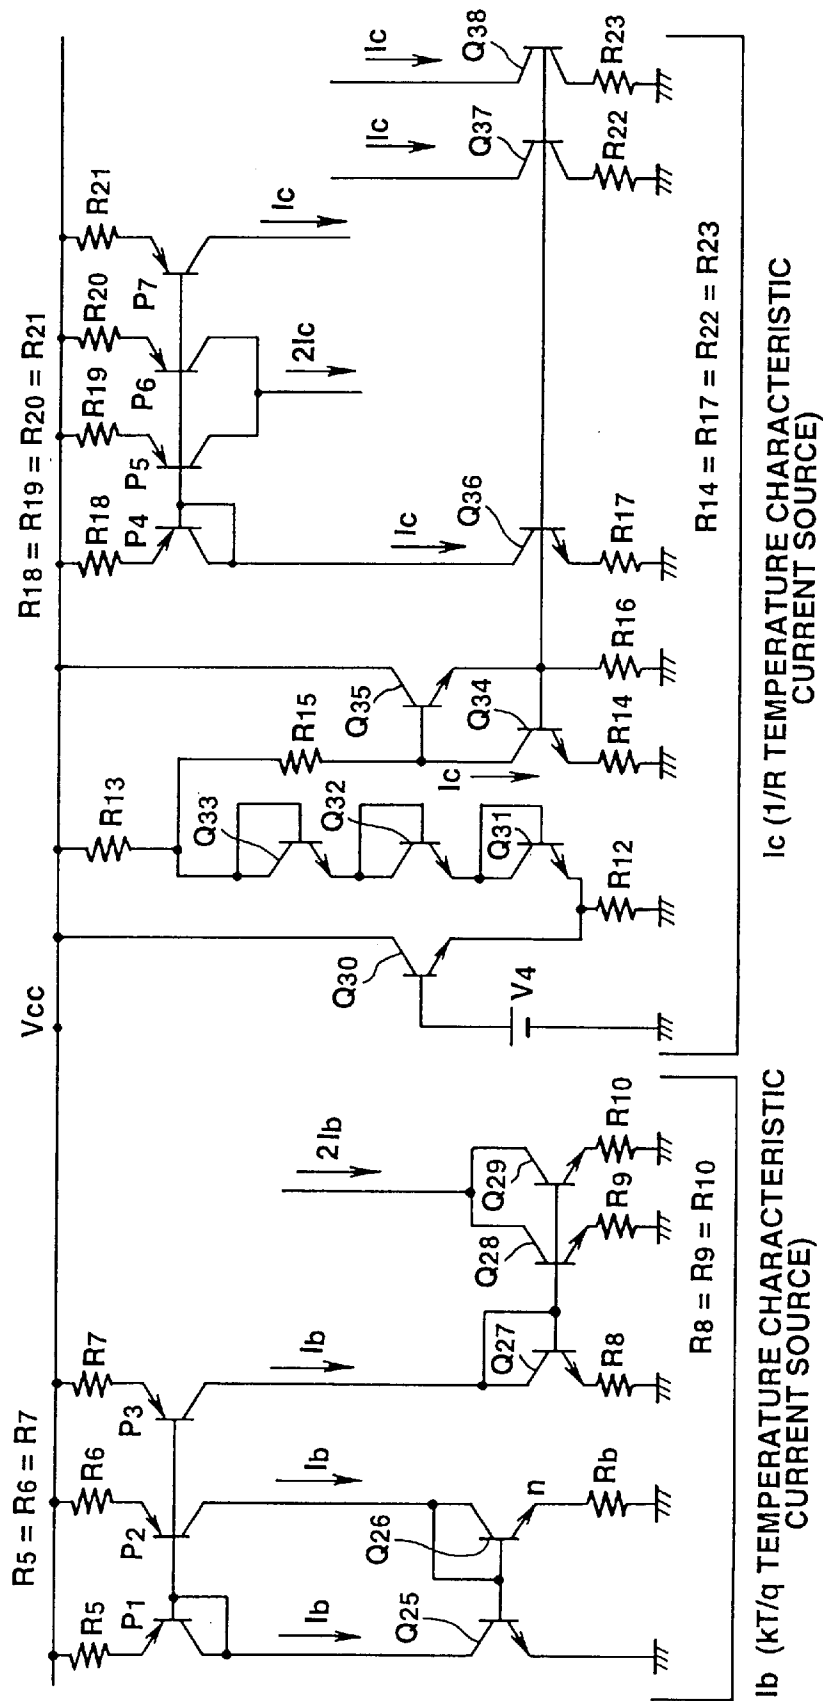 R5 = R6 = R7
Vcc
R18 = R19 = R20 = R21
R5
R6
R7
R13
R18
R19
R20
R21
P1
P2
P3
P4
P5
P6
P7
Ib
Ib
Ib
2Ib
2Ic
Ic
Ic
Ic
Ic
Ic
Q25
Q26
Q27
Q28
Q29
Q30
Q33
Q32
Q31
R15
Q35
Q34
Q36
Q37
Q38
n
V4
Rb
R8
R9
R10
R12
R14
R16
R17
R22
R23
R8 = R9 = R10
R14 = R17 = R22 = R23
Ib (kT/q TEMPERATURE CHARACTERISTIC
CURRENT SOURCE)
Ic (1/R TEMPERATURE CHARACTERISTIC
CURRENT SOURCE)